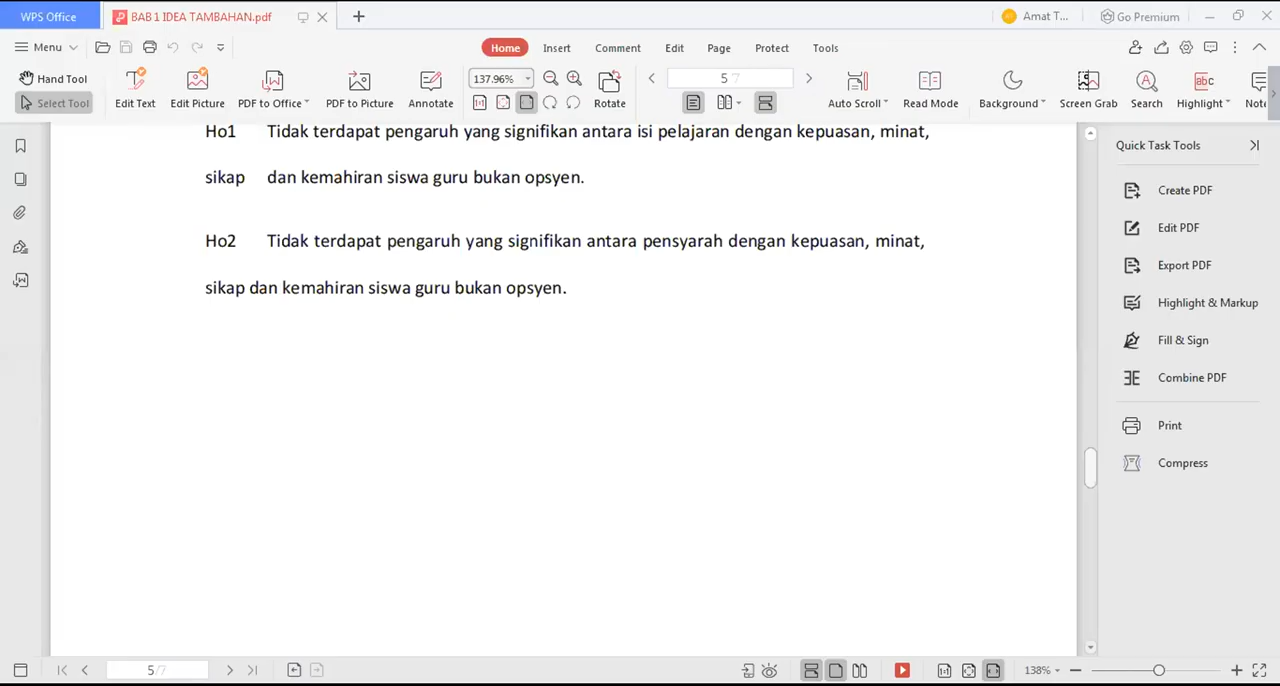 WPS Office
BAB 1 IDEA TAMBAHAN.pdf
Amat T...
Go Premium
Menu
Home
Insert
Comment
Edit
Page
Protect
Tools
Hand Tool
Select Tool
Edit Text
Edit Picture
PDF to Office
PDF to Picture
Annotate
137.96%
Rotate
5 7
Auto Scroll
Read Mode
Background
Screen Grab
Search
Highlight
Note
Ho1 Tidak terdapat pengaruh yang signifikan antara isi pelajaran dengan kepuasan, minat,
sikap dan kemahiran siswa guru bukan opsyen.
Ho2 Tidak terdapat pengaruh yang signifikan antara pensyarah dengan kepuasan, minat,
sikap dan kemahiran siswa guru bukan opsyen.
Quick Task Tools
Create PDF
Edit PDF
Export PDF
Highlight & Markup
Fill & Sign
Combine PDF
Print
Compress
5/7
138%